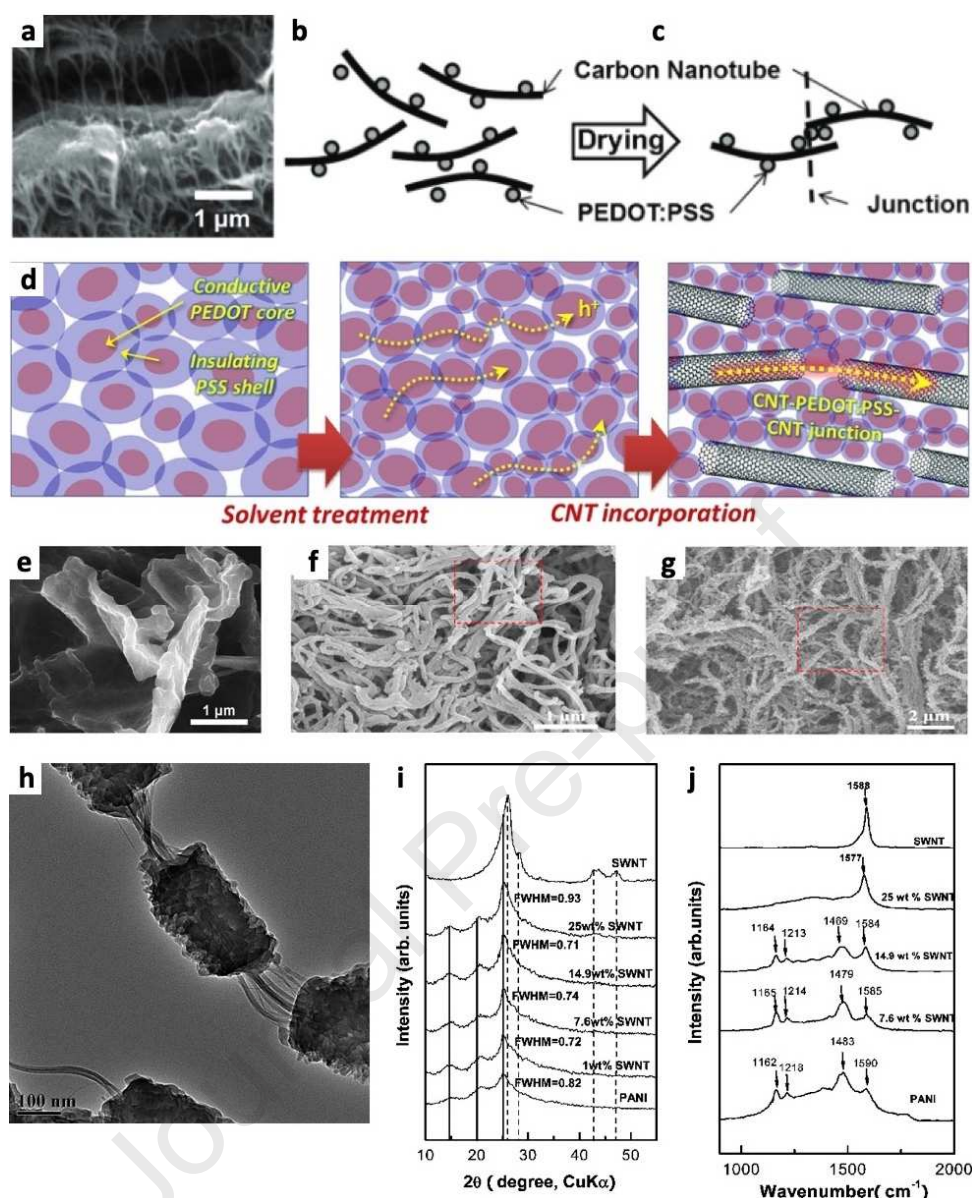 a
1 µm
b
c
Carbon Nanotube
Drying
PEDOT:PSS
Junction
d
Conductive
PEDOT core
Insulating
PSS shell
h+
CNT-PEDOT:PSS-
CNT junction
Solvent treatment
CNT incorporation
e
1 µm
f
1 µm
g
2 µm
h
100 nm
i
Intensity (arb.units)
SWNT
FWHM=0.93
25wt% SWNT
FWHM=0.71
14.9wt% SWNT
FWHM=0.74
7.6wt% SWNT
FWHM=0.72
1wt% SWNT
FWHM=0.82
PANI
10 20 30 40 50
2θ ( degree, CuKα)
j
Intensity (arb.units)
1588
SWNT
1577
25 wt % SWNT
1164 1213 1469 1584
14.9 wt % SWNT
1165 1214 1479 1585
7.6 wt % SWNT
1162 1218 1483 1590
PANI
1000 1500 2000
Wavenumber( cm-1)
Journal Pre-proof